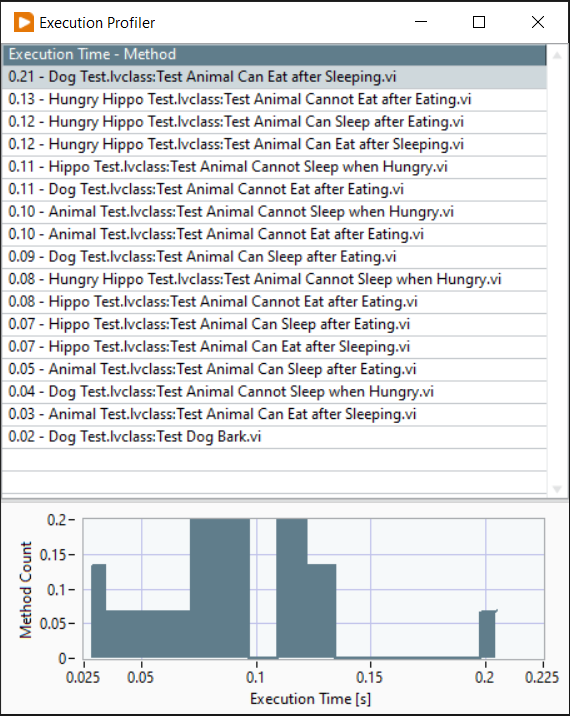 Execution Profiler
Execution Time - Method
0.21 - Dog Test.lvclass:Test Animal Can Eat after Sleeping.vi
0.13 - Hungry Hippo Test.lvclass:Test Animal Cannot Eat after Eating.vi
0.12 - Hungry Hippo Test.lvclass:Test Animal Can Sleep after Eating.vi
0.12 - Hungry Hippo Test.lvclass:Test Animal Can Eat after Sleeping.vi
0.11 - Hippo Test.lvclass:Test Animal Cannot Sleep when Hungry.vi
0.11 - Dog Test.lvclass:Test Animal Cannot Eat after Eating.vi
0.10 - Animal Test.lvclass:Test Animal Cannot Sleep when Hungry.vi
0.10 - Animal Test.lvclass:Test Animal Cannot Eat after Eating.vi
0.09 - Dog Test.lvclass:Test Animal Can Sleep after Eating.vi
0.08 - Hungry Hippo Test.lvclass:Test Animal Cannot Sleep when Hungry.vi
0.08 - Hippo Test.lvclass:Test Animal Cannot Eat after Eating.vi
0.07 - Hippo Test.lvclass:Test Animal Can Sleep after Eating.vi
0.07 - Hippo Test.lvclass:Test Animal Can Eat after Sleeping.vi
0.05 - Animal Test.lvclass:Test Animal Can Sleep after Eating.vi
0.04 - Dog Test.lvclass:Test Animal Cannot Sleep when Hungry.vi
0.03 - Animal Test.lvclass:Test Animal Can Eat after Sleeping.vi
0.02 - Dog Test.lvclass:Test Dog Bark.vi
Method Count
0.2
0.15
0.1
0.05
0
0.025 0.05 0.1 0.15 0.2 0.225
Execution Time [s]